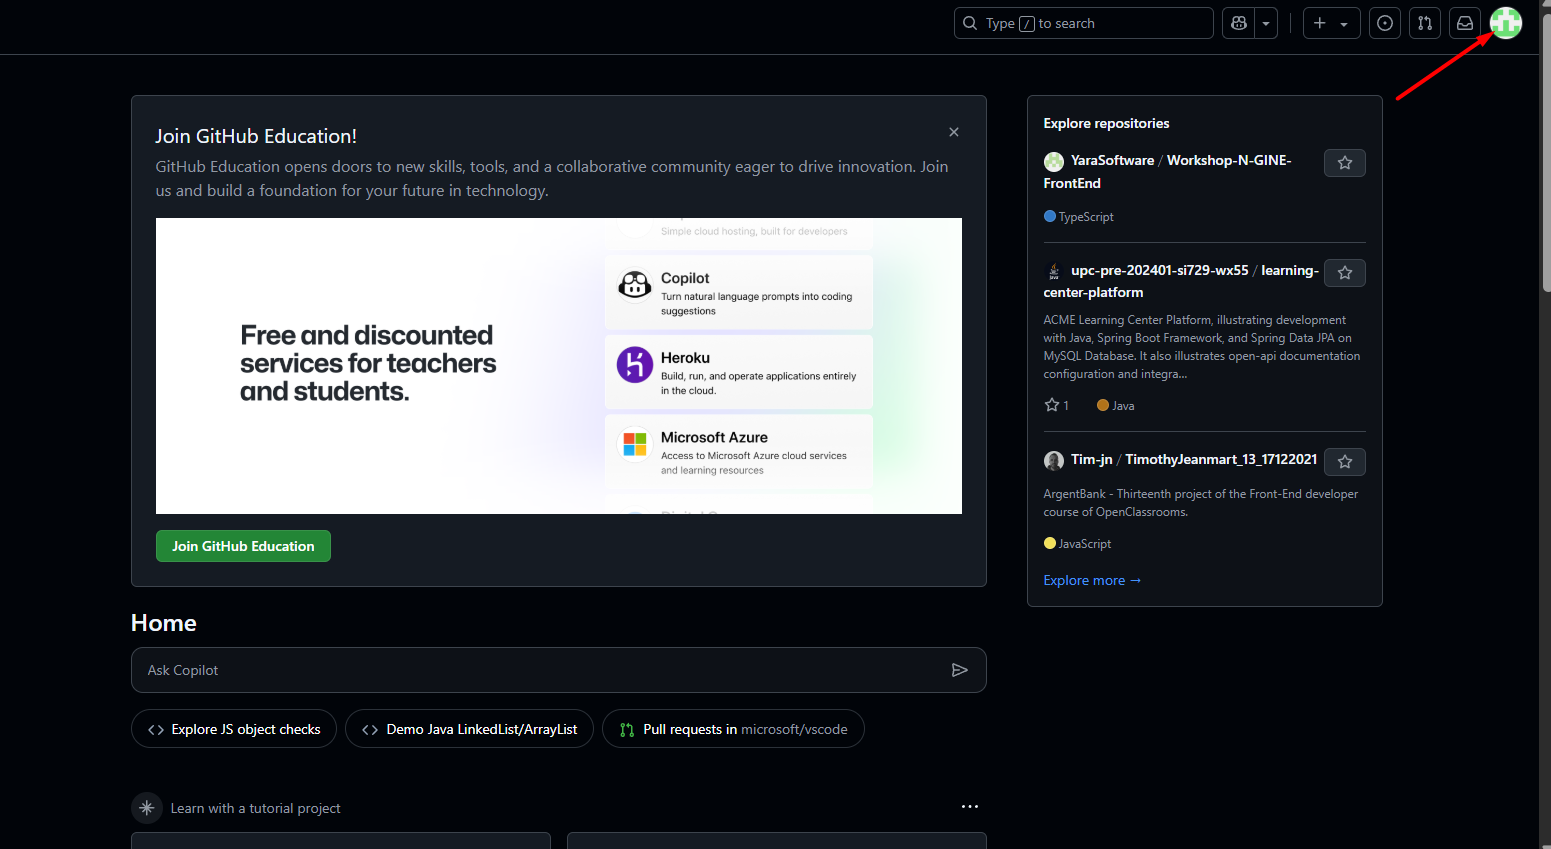 Type / to search
Join GitHub Education!
GitHub Education opens doors to new skills, tools, and a collaborative community eager to drive innovation. Join
us and build a foundation for your future in technology.
Simple cloud hosting, built for developers
Copilot
Turn natural language prompts into coding
suggestions
Free and discounted
services for teachers
and students.
Heroku
Build, run, and operate applications entirely
in the cloud.
Microsoft Azure
Access to Microsoft Azure cloud services
and learning resources
Join GitHub Education
Home
Ask Copilot
Explore JS object checks
Demo Java LinkedList/ArrayList
Pull requests in microsoft/vscode
Learn with a tutorial project
Explore repositories
YaraSoftware / Workshop-N-GINE-
FrontEnd
TypeScript
upc-pre-202401-si729-wx55 / learning-
center-platform
ACME Learning Center Platform, illustrating development
with Java, Spring Boot Framework, and Spring Data JPA on
MySQL Database. It also illustrates open-api documentation
configuration and integra...
1
Java
Tim-jn / TimothyJeanmart_13_17122021
ArgentBank - Thirteenth project of the Front-End developer
course of OpenClassrooms.
JavaScript
Explore more →